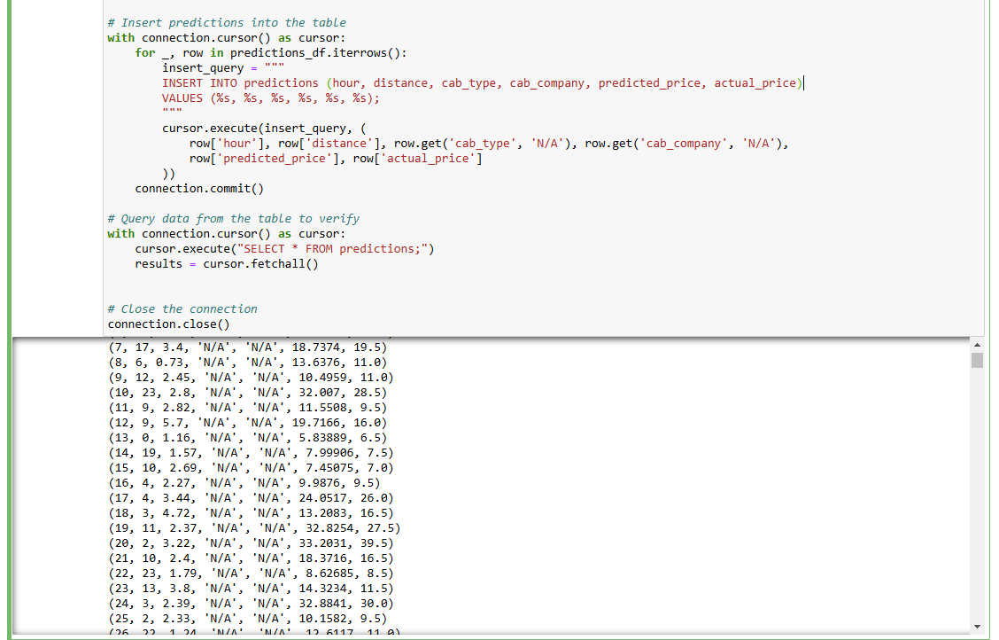 # Insert predictions into the table
with connection.cursor() as cursor:
    for _, row in predictions_df.iterrows():
        insert_query = """
        INSERT INTO predictions (hour, distance, cab_type, cab_company, predicted_price, actual_price)
        VALUES (%s, %s, %s, %s, %s, %s);
        """
        cursor.execute(insert_query, (
            row['hour'], row['distance'], row.get('cab_type', 'N/A'), row.get('cab_company', 'N/A'),
            row['predicted_price'], row['actual_price']
        ))
    connection.commit()
# Query data from the table to verify
with connection.cursor() as cursor:
    cursor.execute("SELECT * FROM predictions;")
    results = cursor.fetchall()
# Close the connection
connection.close()
(7, 17, 3.4, 'N/A', 'N/A', 18.7374, 19.5)
(8, 6, 0.73, 'N/A', 'N/A', 13.6376, 11.0)
(9, 12, 2.45, 'N/A', 'N/A', 10.4959, 11.0)
(10, 23, 2.8, 'N/A', 'N/A', 32.007, 28.5)
(11, 9, 2.82, 'N/A', 'N/A', 11.5508, 9.5)
(12, 9, 5.7, 'N/A', 'N/A', 19.7166, 16.0)
(13, 0, 1.16, 'N/A', 'N/A', 5.83889, 6.5)
(14, 19, 1.57, 'N/A', 'N/A', 7.99906, 7.5)
(15, 10, 2.69, 'N/A', 'N/A', 7.45075, 7.0)
(16, 4, 2.27, 'N/A', 'N/A', 9.9876, 9.5)
(17, 4, 3.44, 'N/A', 'N/A', 24.0517, 26.0)
(18, 3, 4.72, 'N/A', 'N/A', 13.2083, 16.5)
(19, 11, 2.37, 'N/A', 'N/A', 32.8254, 27.5)
(20, 2, 3.22, 'N/A', 'N/A', 33.2031, 39.5)
(21, 10, 2.4, 'N/A', 'N/A', 18.3716, 16.5)
(22, 23, 1.79, 'N/A', 'N/A', 8.62685, 8.5)
(23, 13, 3.8, 'N/A', 'N/A', 14.3234, 11.5)
(24, 3, 2.39, 'N/A', 'N/A', 32.8841, 30.0)
(25, 2, 2.33, 'N/A', 'N/A', 10.1582, 9.5)
(26, 22, 1.24, 'N/A', 'N/A', 12.6117, 11.0)